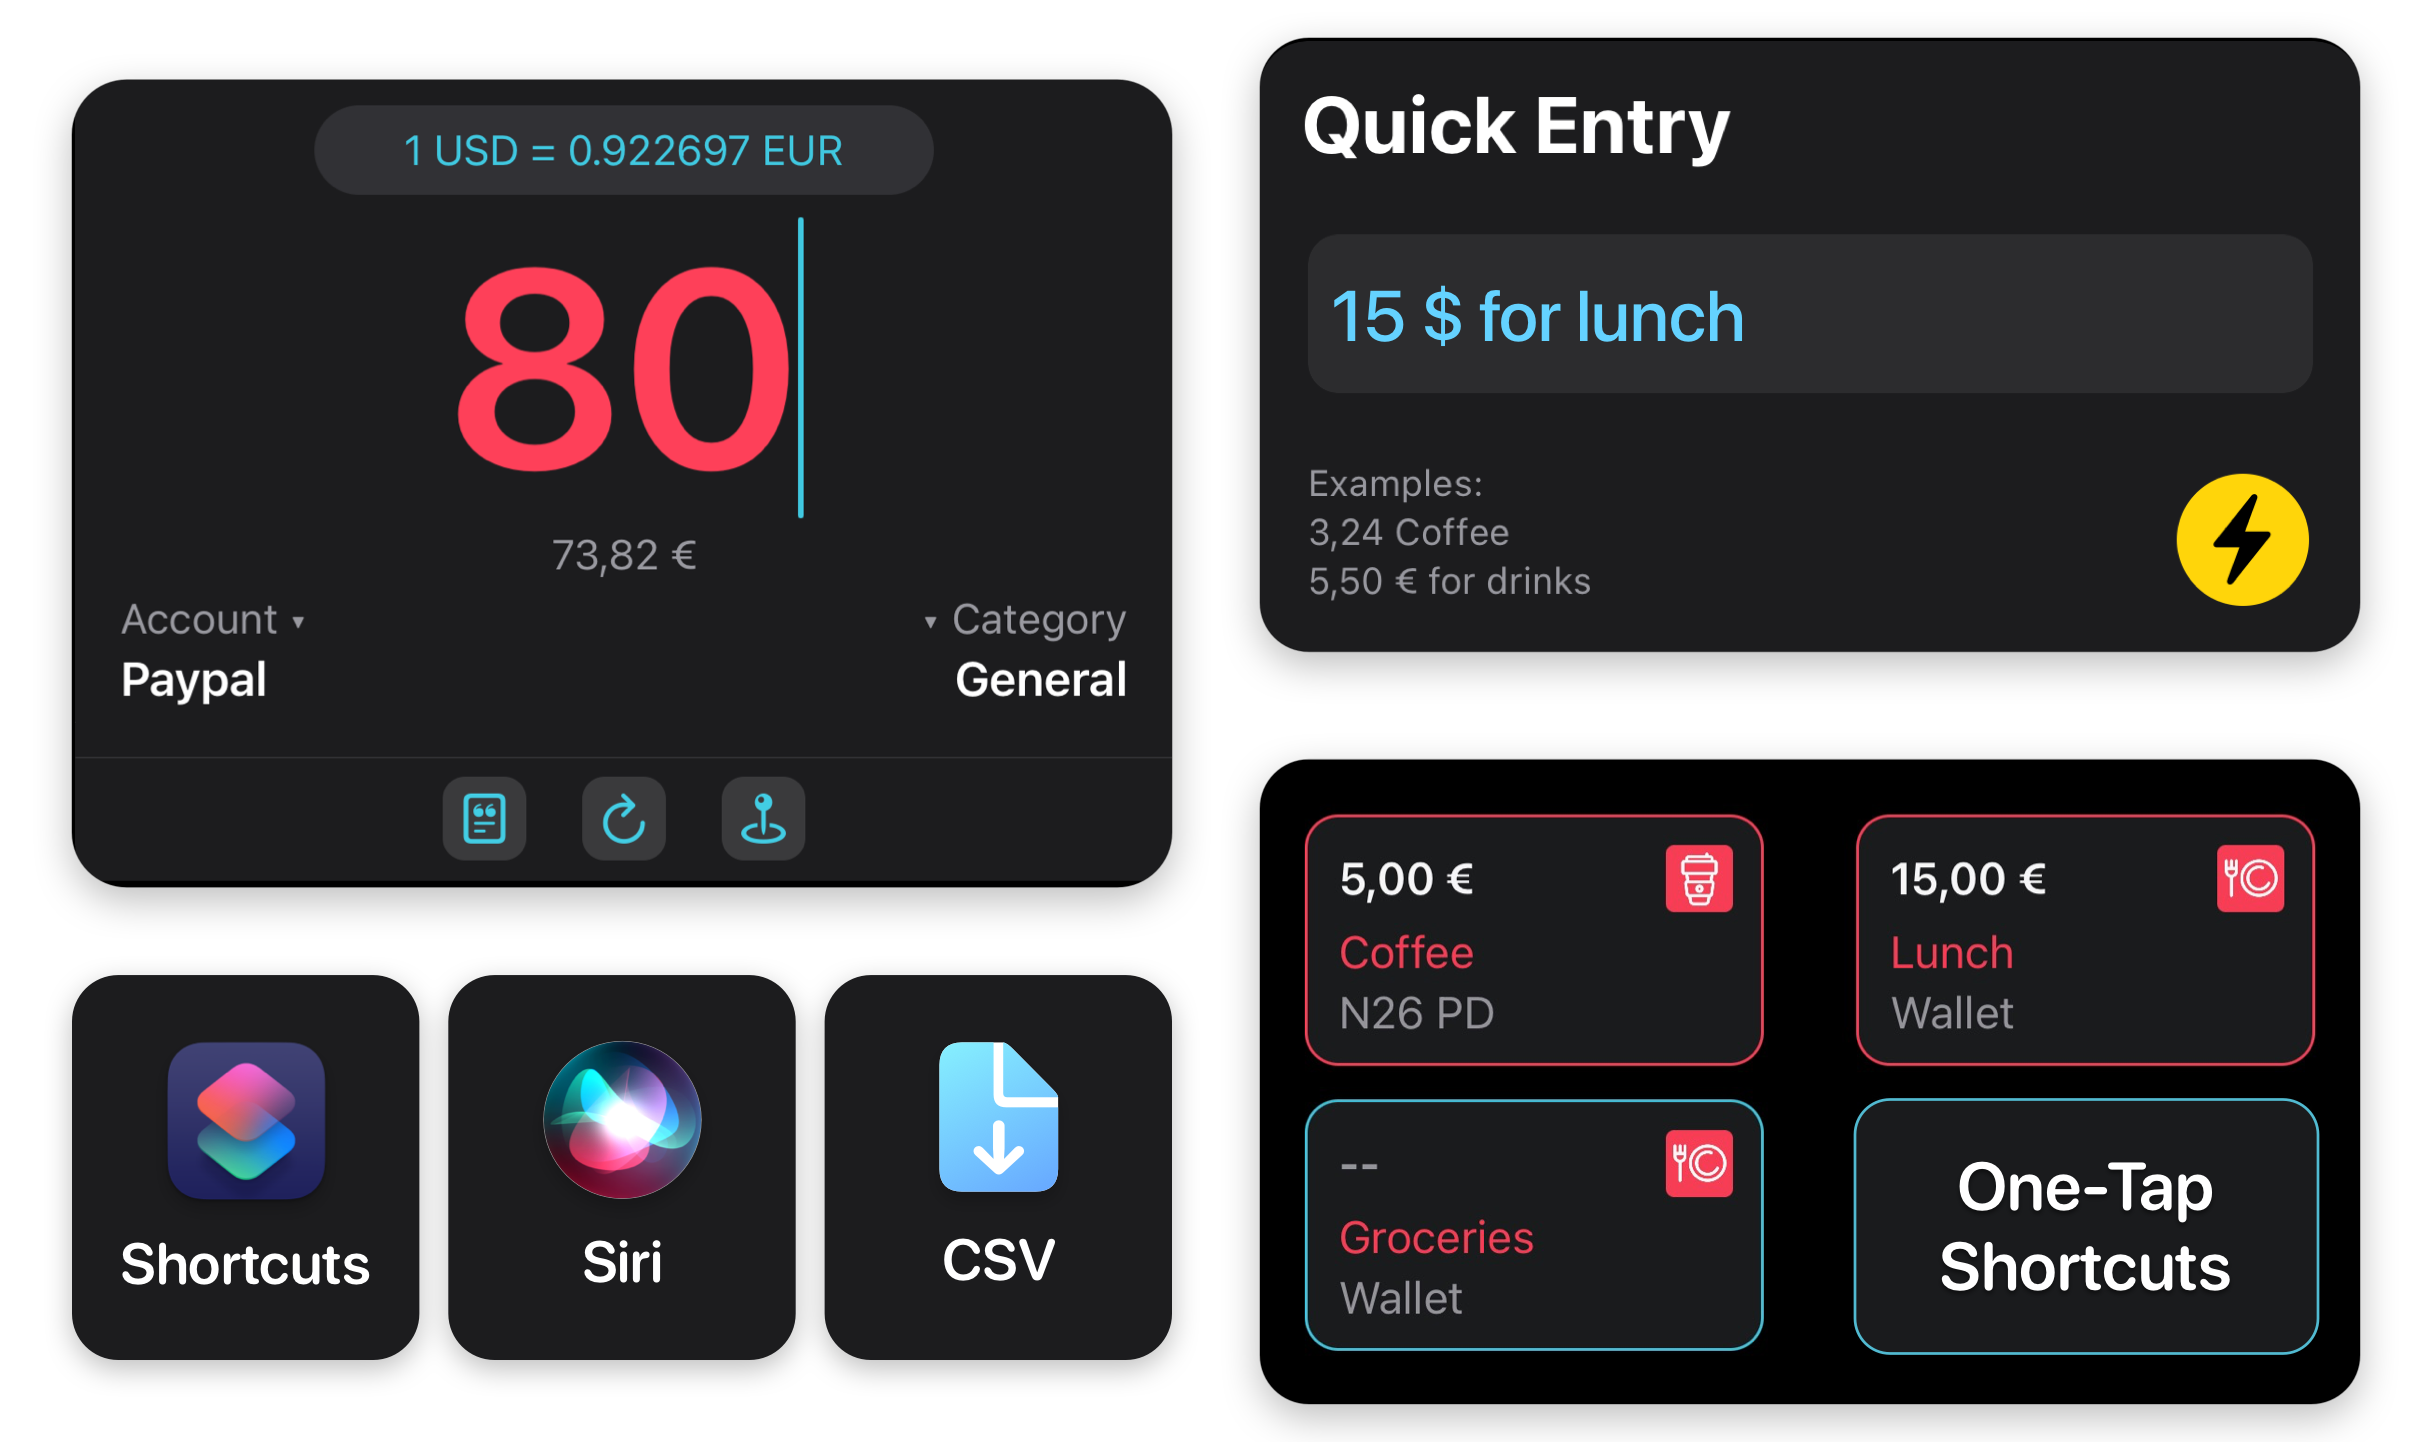 1 USD = 0.922697 EUR
80
73,82 €
Account ▾
▾ Category
Paypal
General
Shortcuts
Siri
CSV
Quick Entry
15 $ for lunch
Examples:
3,24 Coffee
5,50 € for drinks
5,00 €
Coffee
N26 PD
15,00 €
Lunch
Wallet
--
Groceries
Wallet
One-Tap
Shortcuts